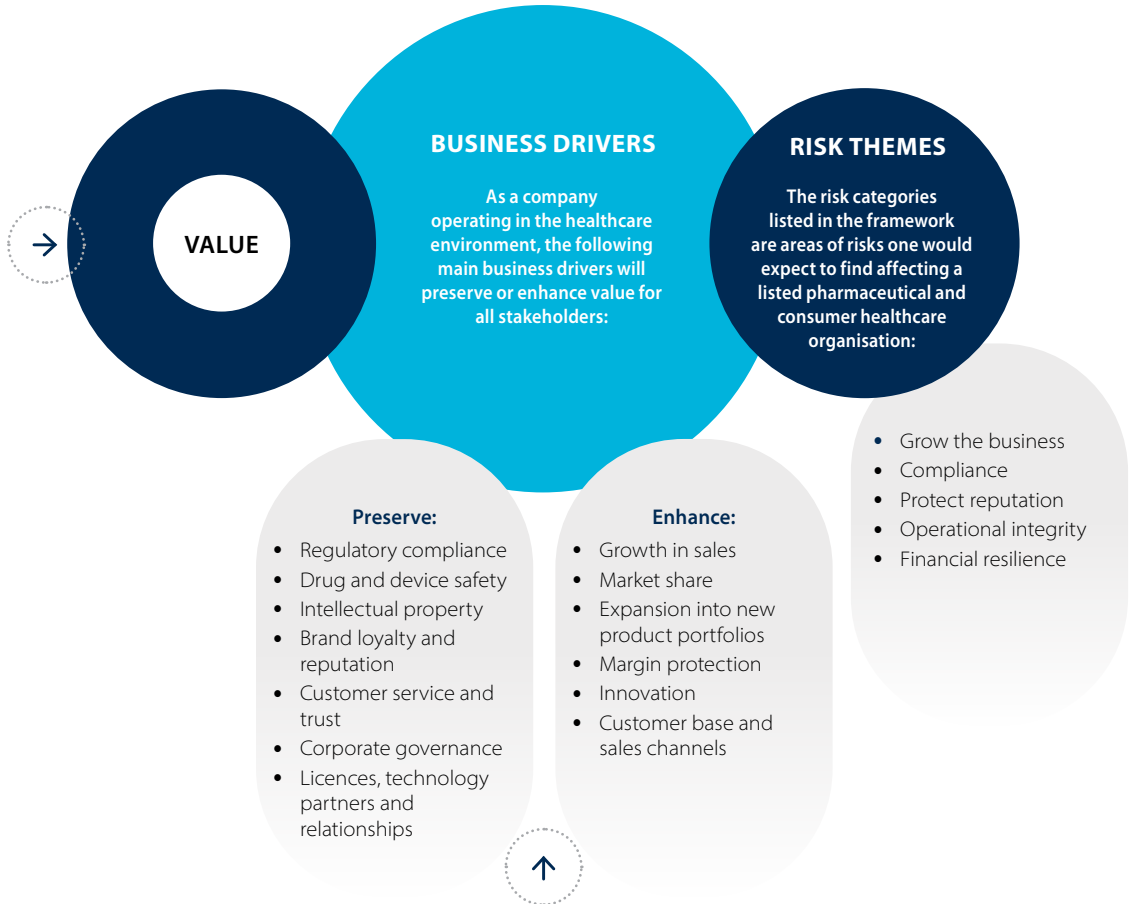 VALUE
BUSINESS DRIVERS
As a company
operating in the healthcare
environment, the following
main business drivers will
preserve or enhance value for
all stakeholders:
RISK THEMES
The risk categories
listed in the framework
are areas of risks one would
expect to find affecting a
listed pharmaceutical and
consumer healthcare
organisation:
Preserve:
• Regulatory compliance
• Drug and device safety
• Intellectual property
• Brand loyalty and
reputation
• Customer service and
trust
• Corporate governance
• Licences, technology
partners and
relationships
Enhance:
• Growth in sales
• Market share
• Expansion into new
product portfolios
• Margin protection
• Innovation
• Customer base and
sales channels
• Grow the business
• Compliance
• Protect reputation
• Operational integrity
• Financial resilience